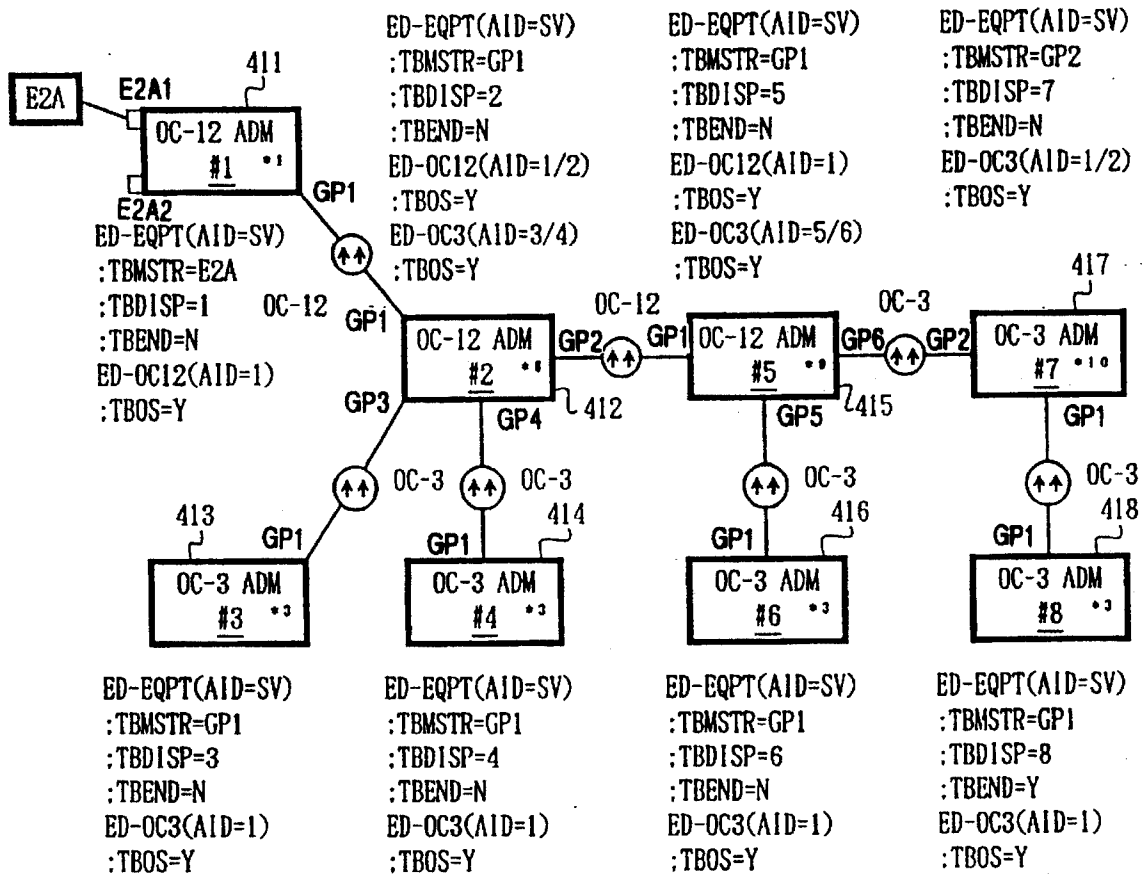 ED-EQPT(AID=SV)
:TBMSTR=GP1
:TBDISP=2
:TBEND=N
ED-OC12(AID=1/2)
:TBOS=Y
ED-OC3(AID=3/4)
:TBOS=Y
ED-EQPT(AID=SV)
:TBMSTR=GP1
:TBDISP=5
:TBEND=N
ED-OC12(AID=1)
:TBOS=Y
ED-OC3(AID=5/6)
:TBOS=Y
ED-EQPT(AID=SV)
:TBMSTR=GP2
:TBDISP=7
:TBEND=N
ED-OC3(AID=1/2)
:TBOS=Y
E2A
E2A1
411
OC-12 ADM
#1 *1
E2A2
GP1
ED-EQPT(AID=SV)
:TBMSTR=E2A
:TBDISP=1
:TBEND=N
ED-OC12(AID=1)
:TBOS=Y
OC-12
GP1
OC-12 ADM
#2
GP2
412
GP3
GP4
OC-12
GP1
OC-12 ADM
#5 *9
GP6
415
GP5
OC-3
GP2
417
OC-3 ADM
#7 *10
GP1
OC-3
OC-3
OC-3
OC-3
413
GP1
OC-3 ADM
#3 *3
414
GP1
OC-3 ADM
#4 *3
416
GP1
OC-3 ADM
#6 *3
418
GP1
OC-3 ADM
#8 *3
ED-EQPT(AID=SV)
:TBMSTR=GP1
:TBDISP=3
:TBEND=N
ED-OC3(AID=1)
:TBOS=Y
ED-EQPT(AID=SV)
:TBMSTR=GP1
:TBDISP=4
:TBEND=N
ED-OC3(AID=1)
:TBOS=Y
ED-EQPT(AID=SV)
:TBMSTR=GP1
:TBDISP=6
:TBEND=N
ED-OC3(AID=1)
:TBOS=Y
ED-EQPT(AID=SV)
:TBMSTR=GP1
:TBDISP=8
:TBEND=Y
ED-OC3(AID=1)
:TBOS=Y